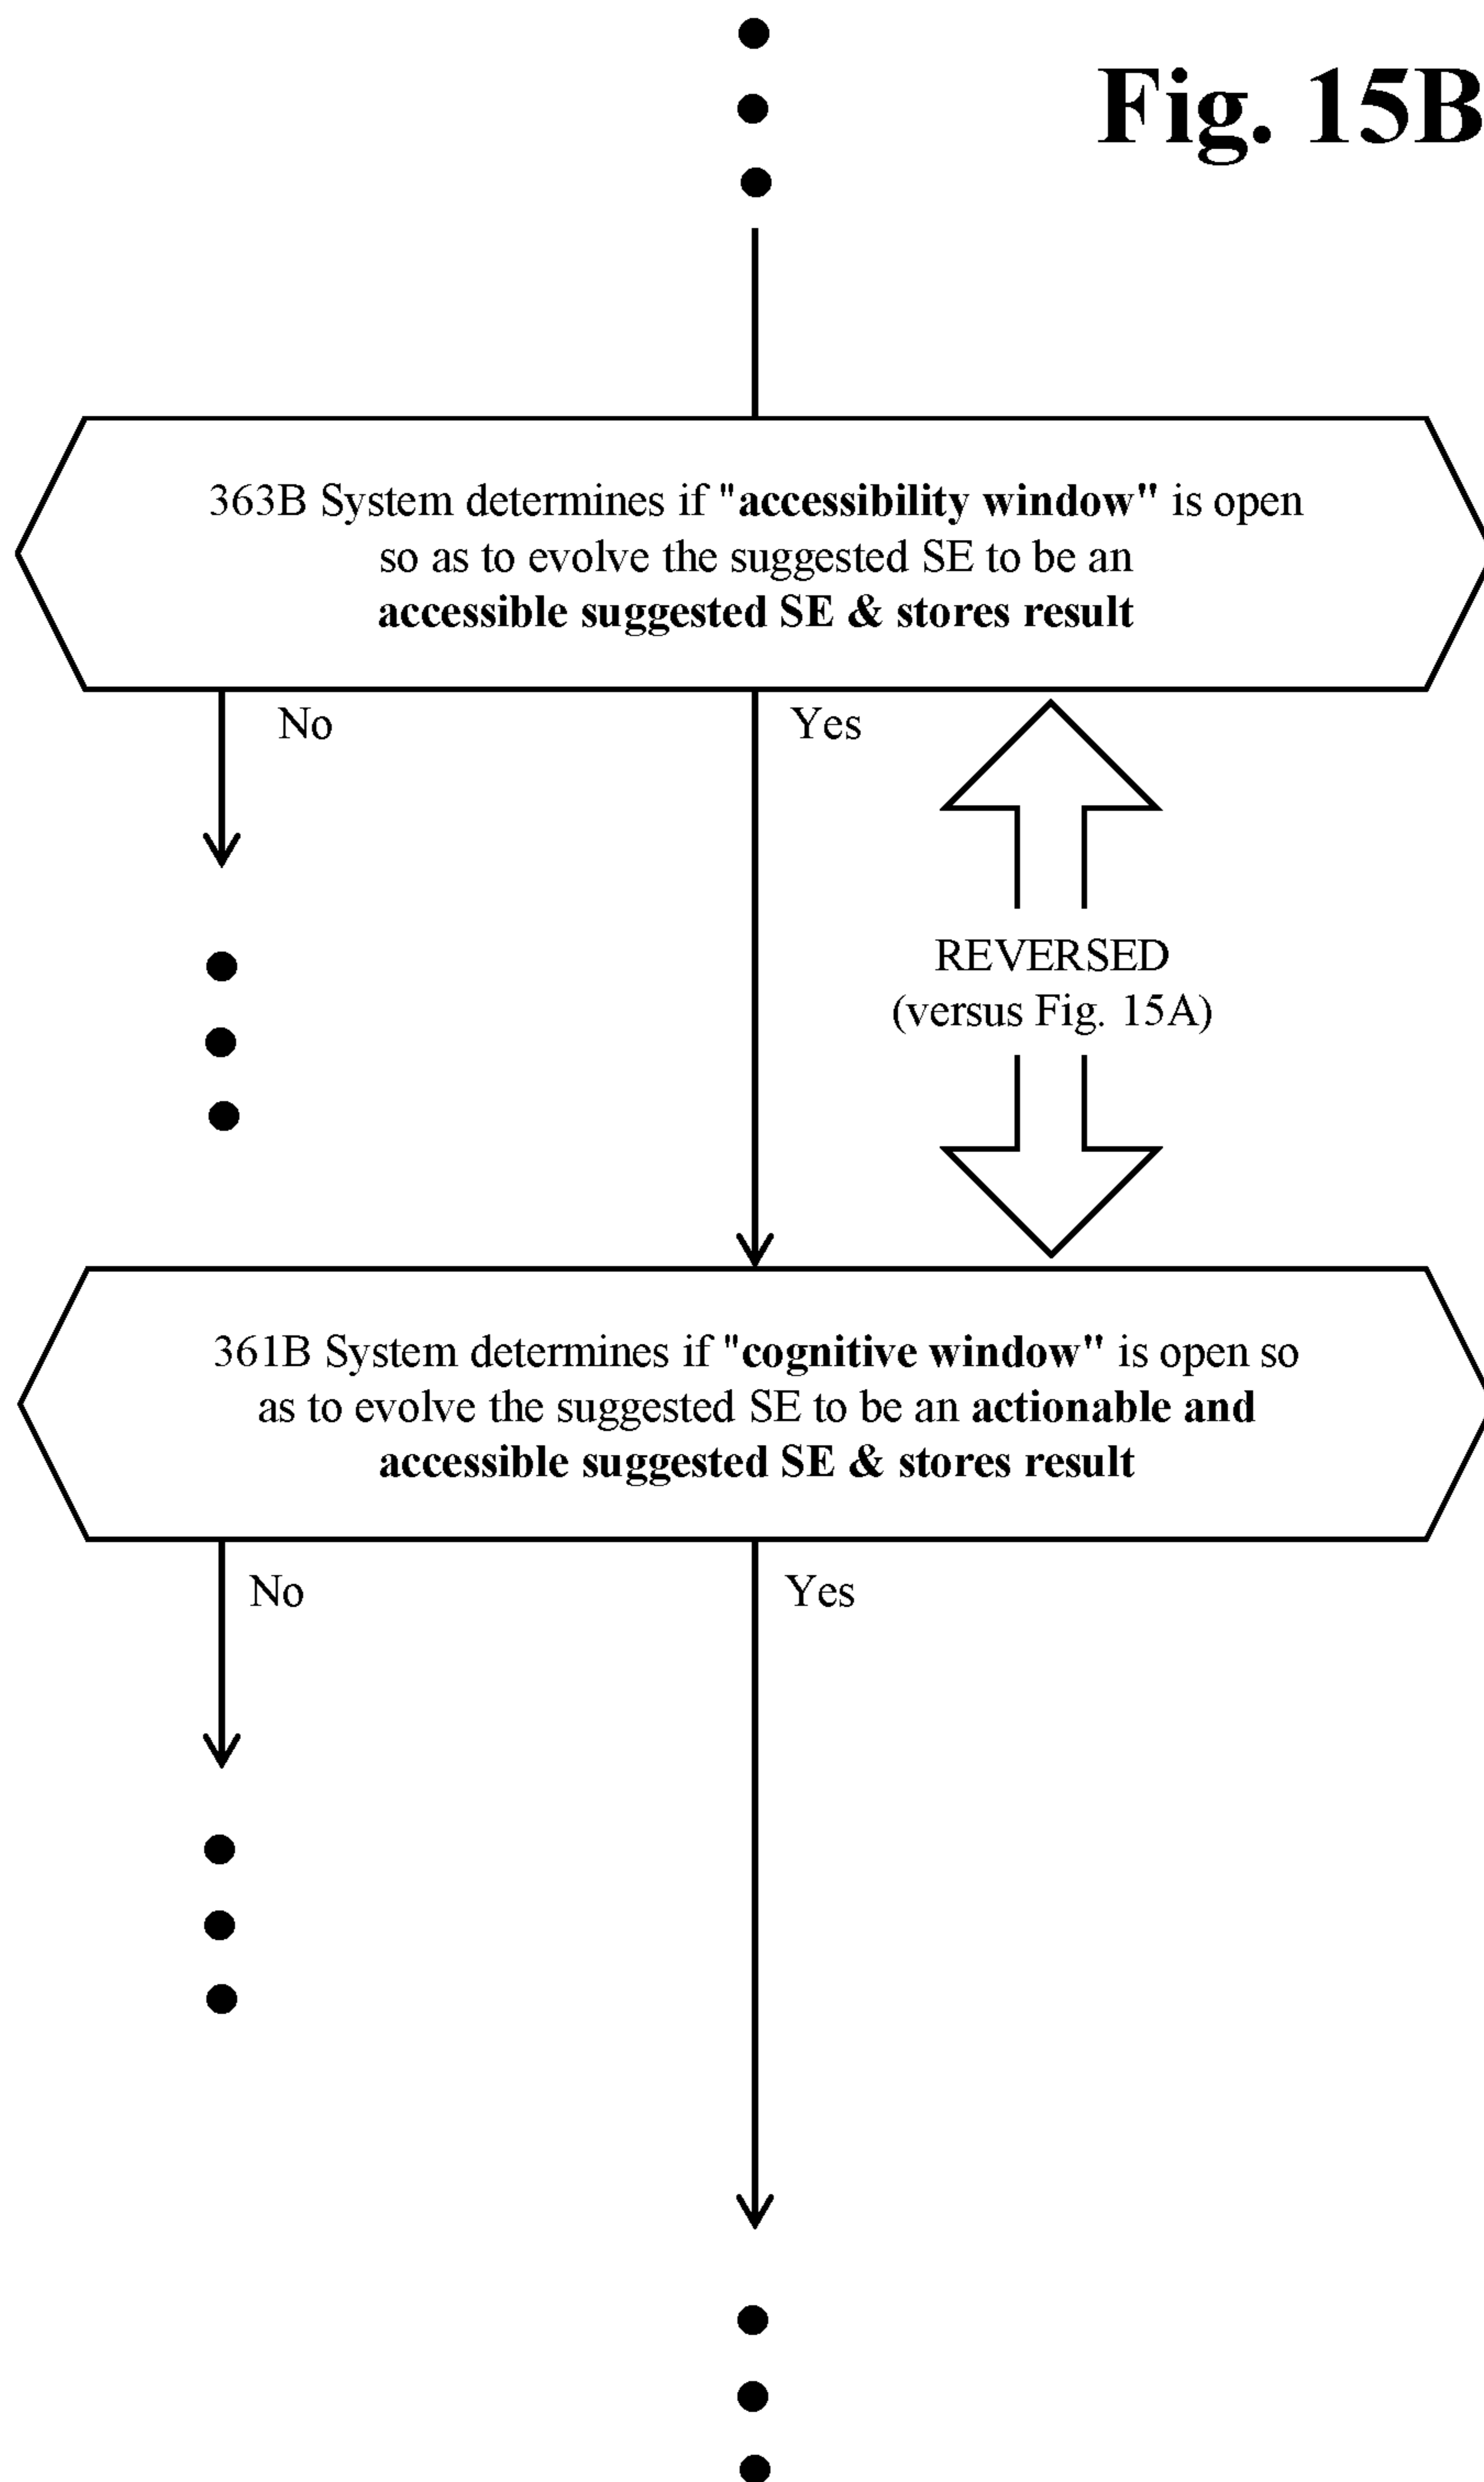 Fig. 15B
363B System determines if "accessibility window" is open
so as to evolve the suggested SE to be an
accessible suggested SE & stores result
No
Yes
REVERSED
(versus Fig. 15A)
361B System determines if "cognitive window" is open so
as to evolve the suggested SE to be an actionable and
accessible suggested SE & stores result
No
Yes